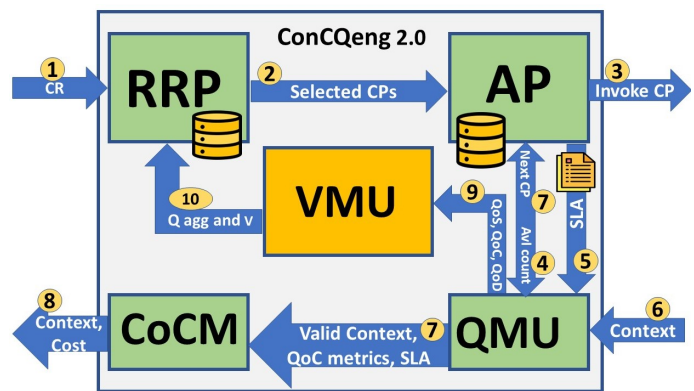 ConCQeng 2.0
1
CR
RRP
2
Selected CPs
AP
3
Invoke CP
10
Q agg and v
VMU
9
QoS, QoC, QoD
Next CP
7
Avl count
4
SLA
5
8
Context,
Cost
CoCM
Valid Context,
7
QoC metrics, SLA
QMU
6
Context